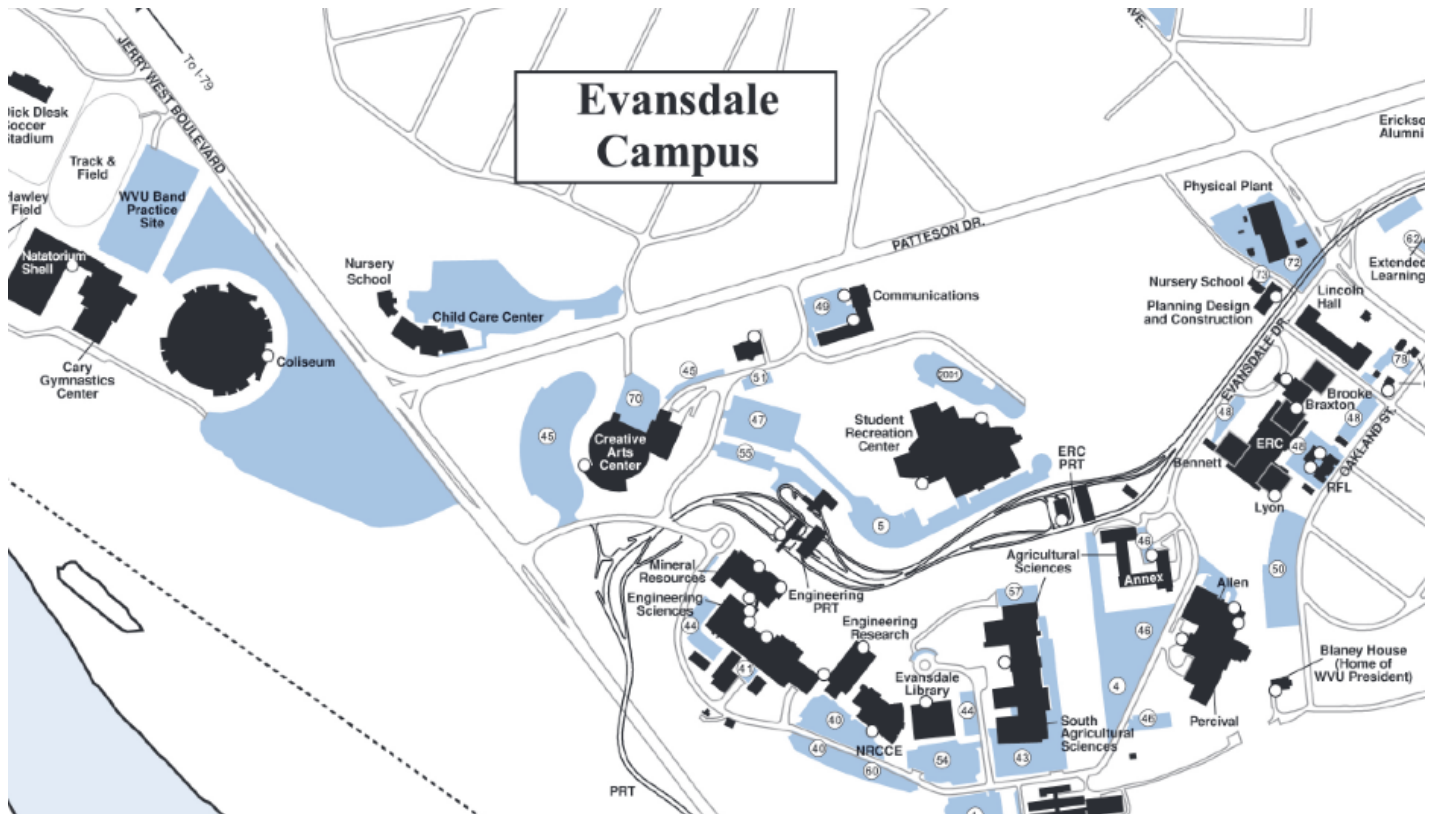 Evansdale
Campus
To I-79
JERRY WEST BOULEVARD
AVE.
Dick Dlesk
Soccer
Stadium
Track &
Field
WVU Band
Practice
Site
Hawley
Field
Natatorium
Shell
Cary
Gymnastics
Center
Coliseum
Nursery
School
Child Care Center
PATTESON DR.
Communications
49
Physical Plant
Erickso
Alumni
72
73
62
Extended
Learning
Nursery School
Planning Design
and Construction
Lincoln
Hall
EVANSDALE DR.
78
Brooke
Braxton
48
48
48
ERC
Bennett
RFL
Lyon
OAKLAND ST.
50
45
70
45
51
47
55
2001
Creative
Arts
Center
Student
Recreation
Center
ERC
PRT
5
Mineral
Resources
Engineering
Sciences
Engineering
PRT
Engineering
Research
44
41
Agricultural
Sciences
46
Annex
57
Allen
46
4
46
Percival
Blaney House
(Home of
WVU President)
Evansdale
Library
44
South
Agricultural
Sciences
40
40
NRCCE
60
54
43
PRT